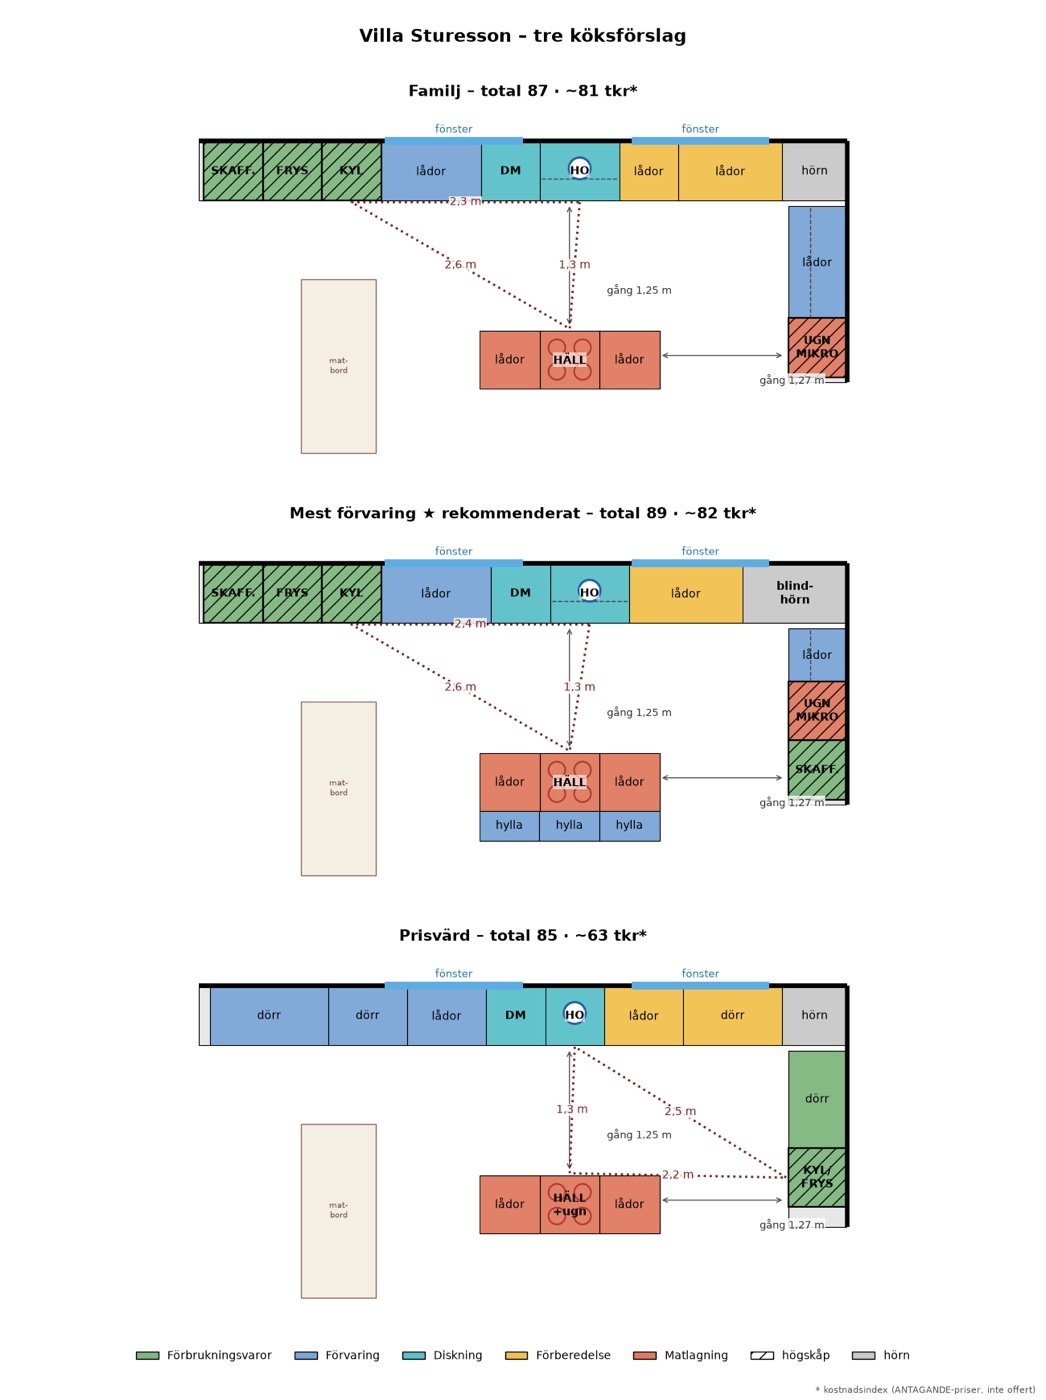 Villa Sturesson – tre köksförslag
Familj – total 87 · ~81 tkr*
fönster fönster
SKAFF. FRYS KYL lådor DM HO lådor lådor hörn
2,3 m
lådor
2,6 m 1,3 m
gång 1,25 m
UGN
MIKRO
lådor HÄLL lådor
mat-
bord
gång 1,27 m
Mest förvaring ★ rekommenderat – total 89 · ~82 tkr*
fönster fönster
SKAFF. FRYS KYL lådor DM HO lådor blind-
hörn
2,4 m
lådor
2,6 m 1,3 m
UGN
MIKRO
gång 1,25 m
SKAFF.
lådor HÄLL lådor
mat-
bord
gång 1,27 m
hylla hylla hylla
Prisvärd – total 85 · ~63 tkr*
fönster fönster
dörr dörr lådor DM HO lådor dörr hörn
dörr
1,3 m 2,5 m
gång 1,25 m
KYL/
FRYS
2,2 m
lådor HÄLL
+ugn lådor
mat-
bord
gång 1,27 m
Förbrukningsvaror Förvaring Diskning Förberedelse Matlagning högskåp hörn
* kostnadsindex (ANTAGANDE-priser, inte offert)